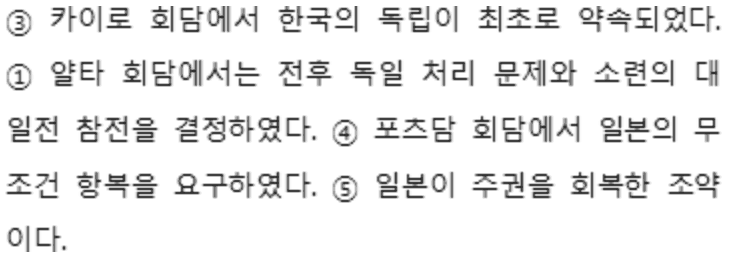 ③ 카이로 회담에서 한국의 독립이 최초로 약속되었다.
① 얄타 회담에서는 전후 독일 처리 문제와 소련의 대
일전 참전을 결정하였다. ④ 포츠담 회담에서 일본의 무
조건 항복을 요구하였다. ⑤ 일본이 주권을 회복한 조약
이다.